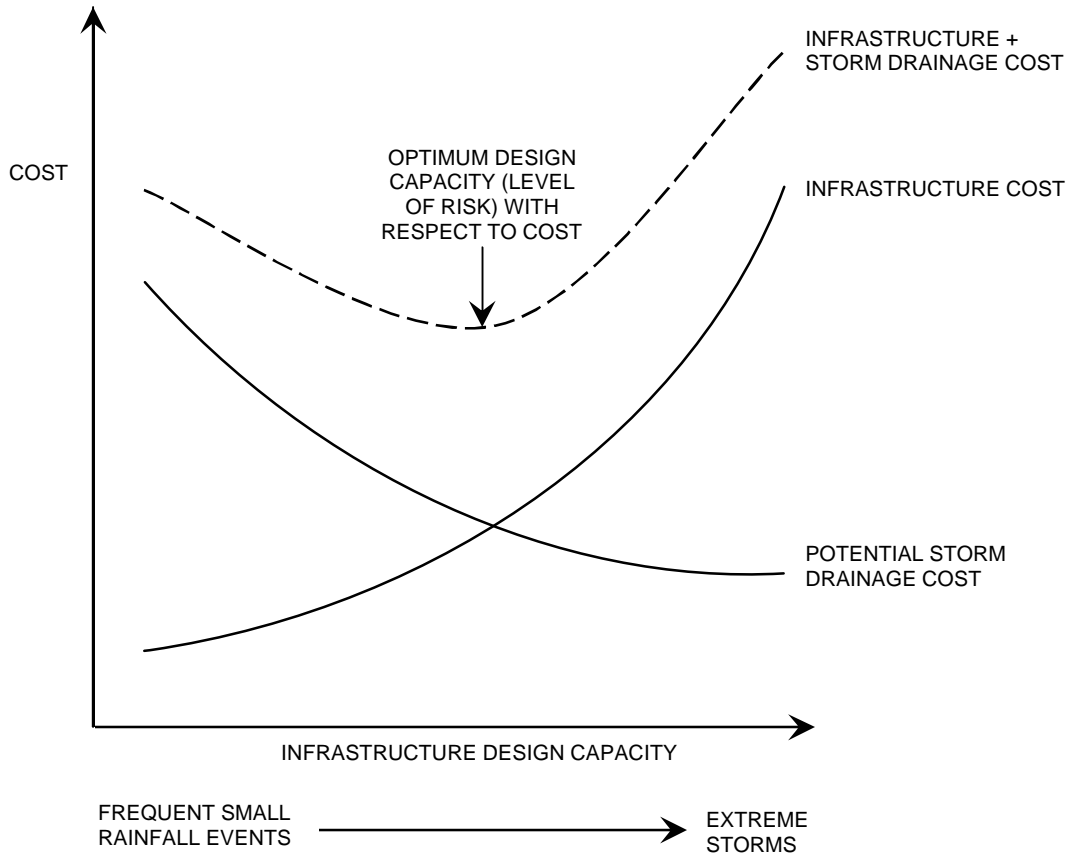 INFRASTRUCTURE +
STORM DRAINAGE COST
OPTIMUM DESIGN
CAPACITY (LEVEL
OF RISK) WITH
RESPECT TO COST
COST
INFRASTRUCTURE COST
POTENTIAL STORM
DRAINAGE COST
INFRASTRUCTURE DESIGN CAPACITY
FREQUENT SMALL
RAINFALL EVENTS
EXTREME
STORMS